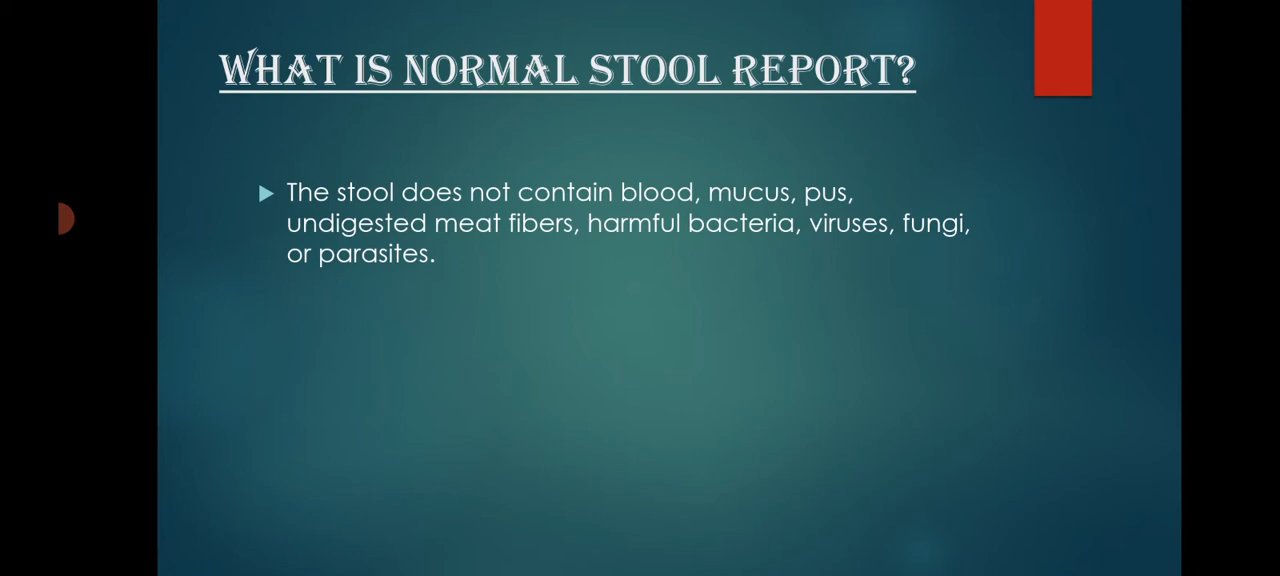 WHAT IS NORMAL STOOL REPORT?
The stool does not contain blood, mucus, pus,
undigested meat fibers, harmful bacteria, viruses, fungi,
or parasites.